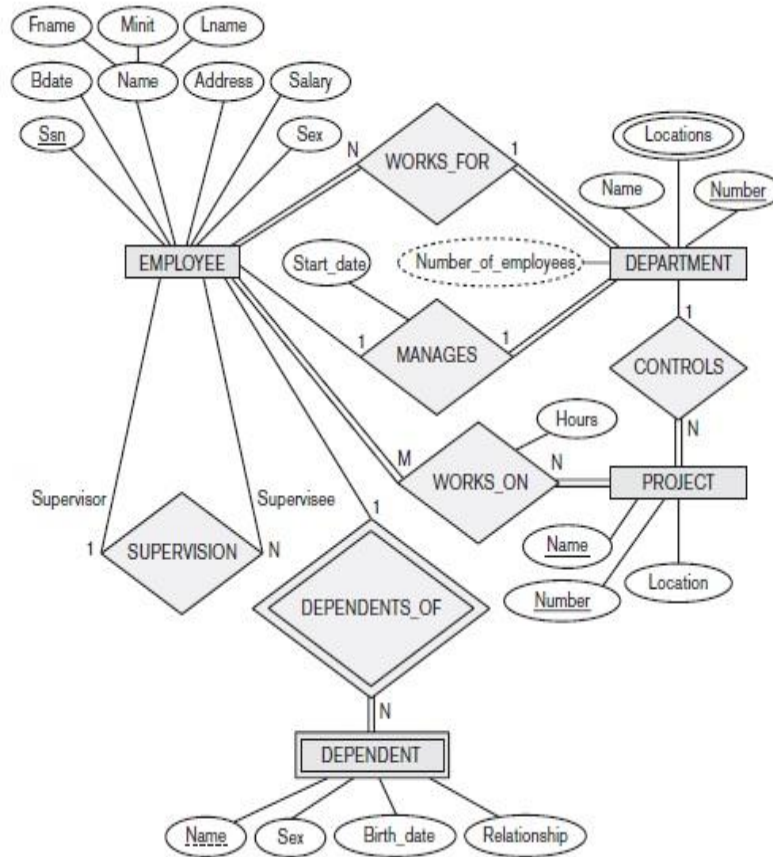 Fname
Minit
Lname
Bdate
Name
Address
Salary
Ssn
Sex
N
WORKS_FOR
1
Locations
Name
Number
EMPLOYEE
Start_date
Number_of_employees
DEPARTMENT
1
MANAGES
1
1
CONTROLS
N
Hours
M
WORKS_ON
N
PROJECT
Supervisor
Supervisee
1
SUPERVISION
N
1
Name
Number
Location
DEPENDENTS_OF
N
DEPENDENT
Name
Sex
Birth_date
Relationship